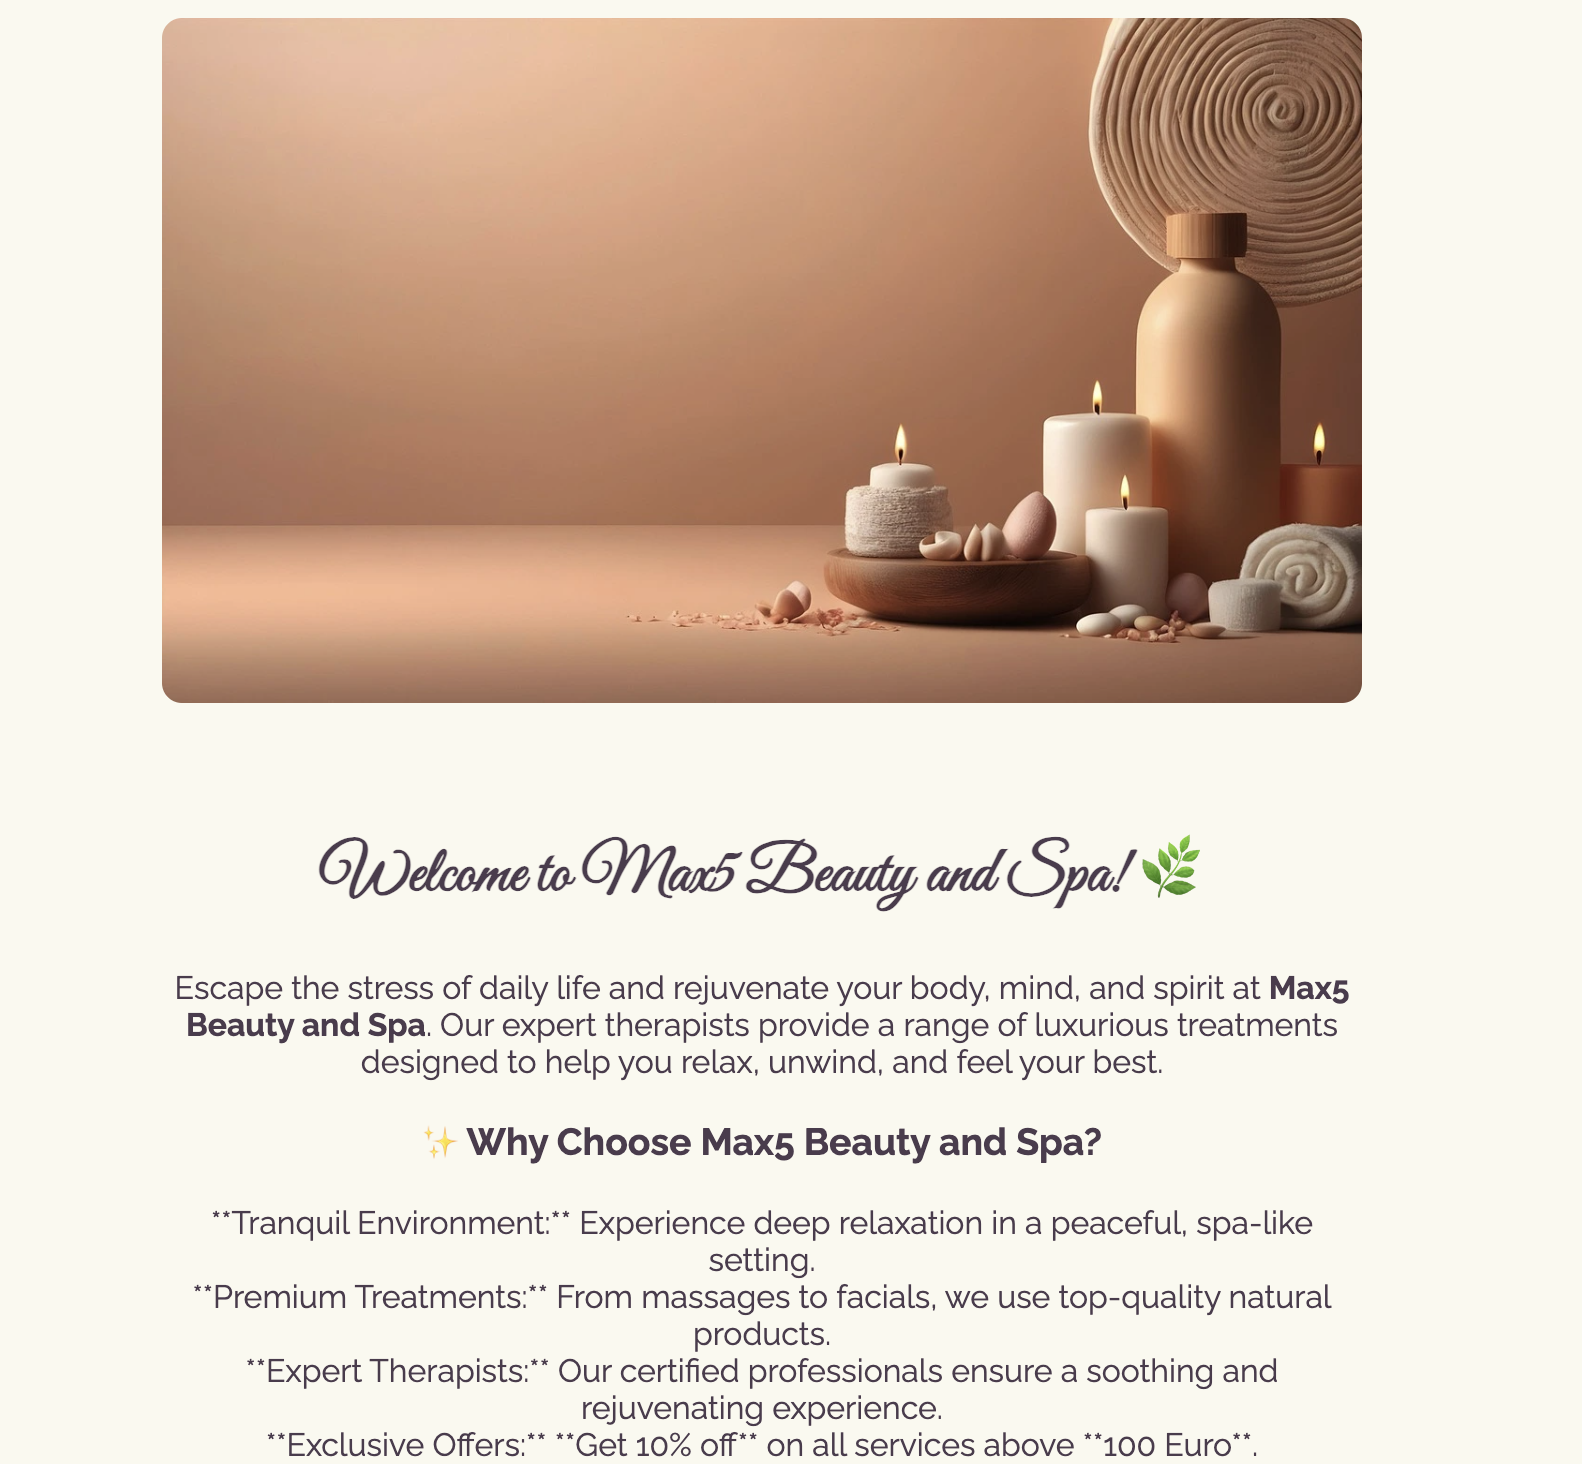 Welcome to Max5 Beauty and Spa! 🌿
Escape the stress of daily life and rejuvenate your body, mind, and spirit at Max5
Beauty and Spa. Our expert therapists provide a range of luxurious treatments
designed to help you relax, unwind, and feel your best.
✨ Why Choose Max5 Beauty and Spa?
**Tranquil Environment:** Experience deep relaxation in a peaceful, spa-like
setting.
**Premium Treatments:** From massages to facials, we use top-quality natural
products.
**Expert Therapists:** Our certified professionals ensure a soothing and
rejuvenating experience.
**Exclusive Offers:** **Get 10% off** on all services above **100 Euro**.